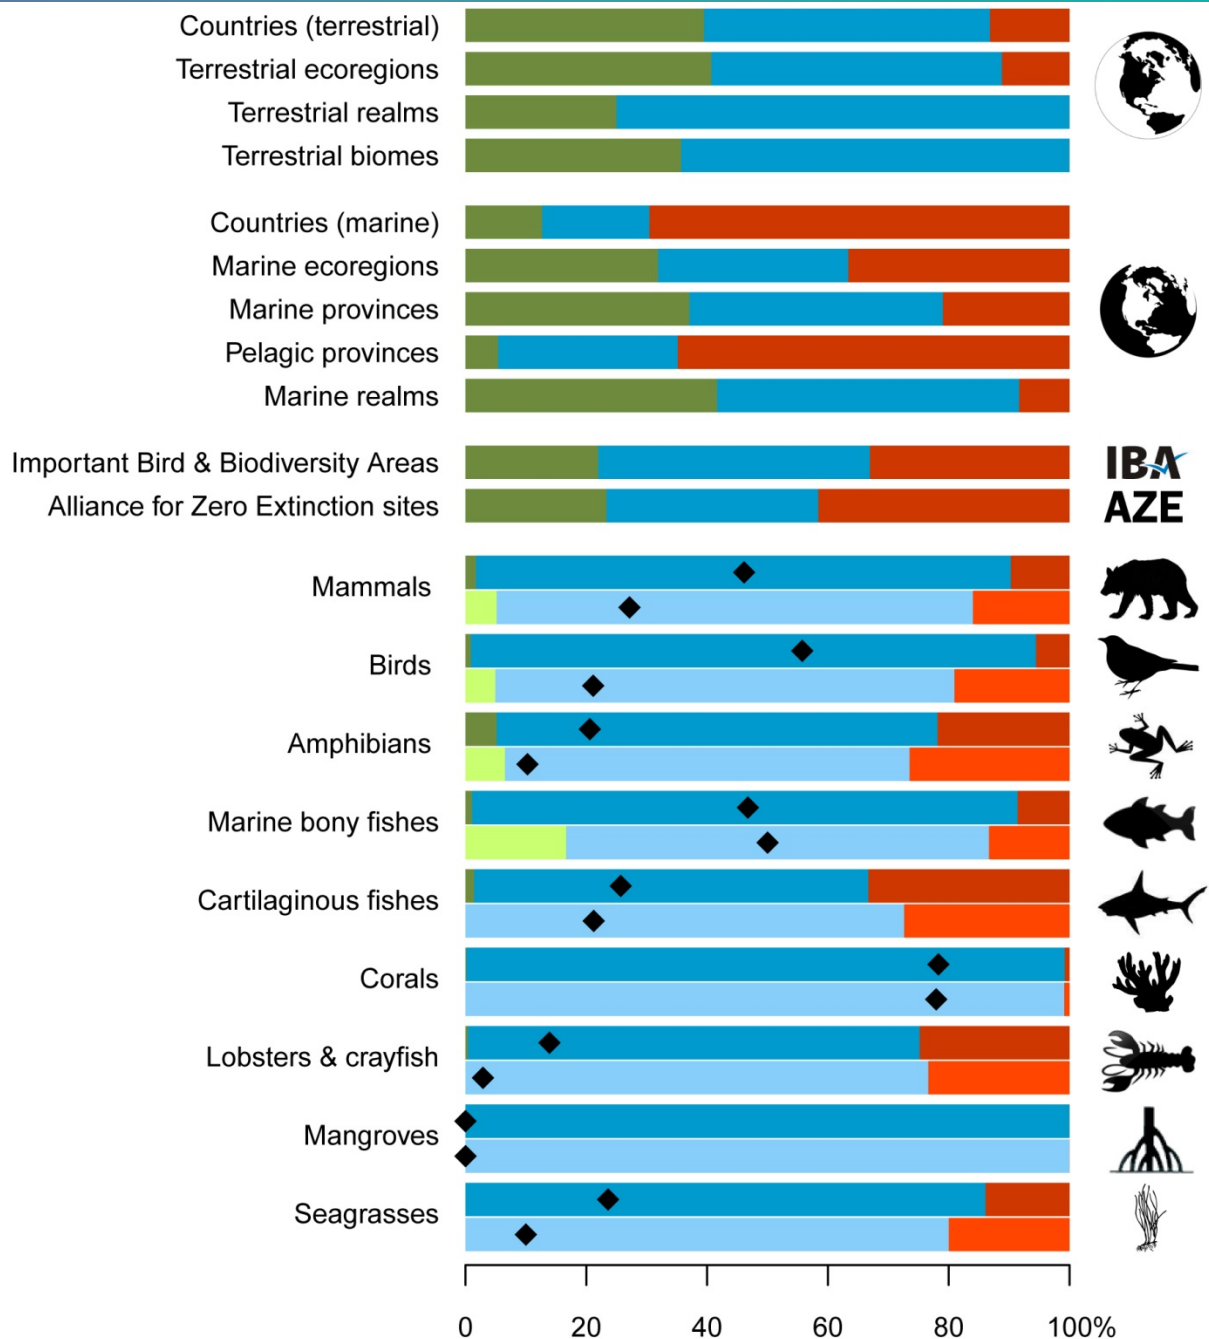 Countries (terrestrial)
Terrestrial ecoregions
Terrestrial realms
Terrestrial biomes
Countries (marine)
Marine ecoregions
Marine provinces
Pelagic provinces
Marine realms
Important Bird & Biodiversity Areas
IBA
Alliance for Zero Extinction sites
AZE
Mammals
Birds
Amphibians
Marine bony fishes
Cartilaginous fishes
Corals
Lobsters & crayfish
Mangroves
Seagrasses
0 20 40 60 80 100%